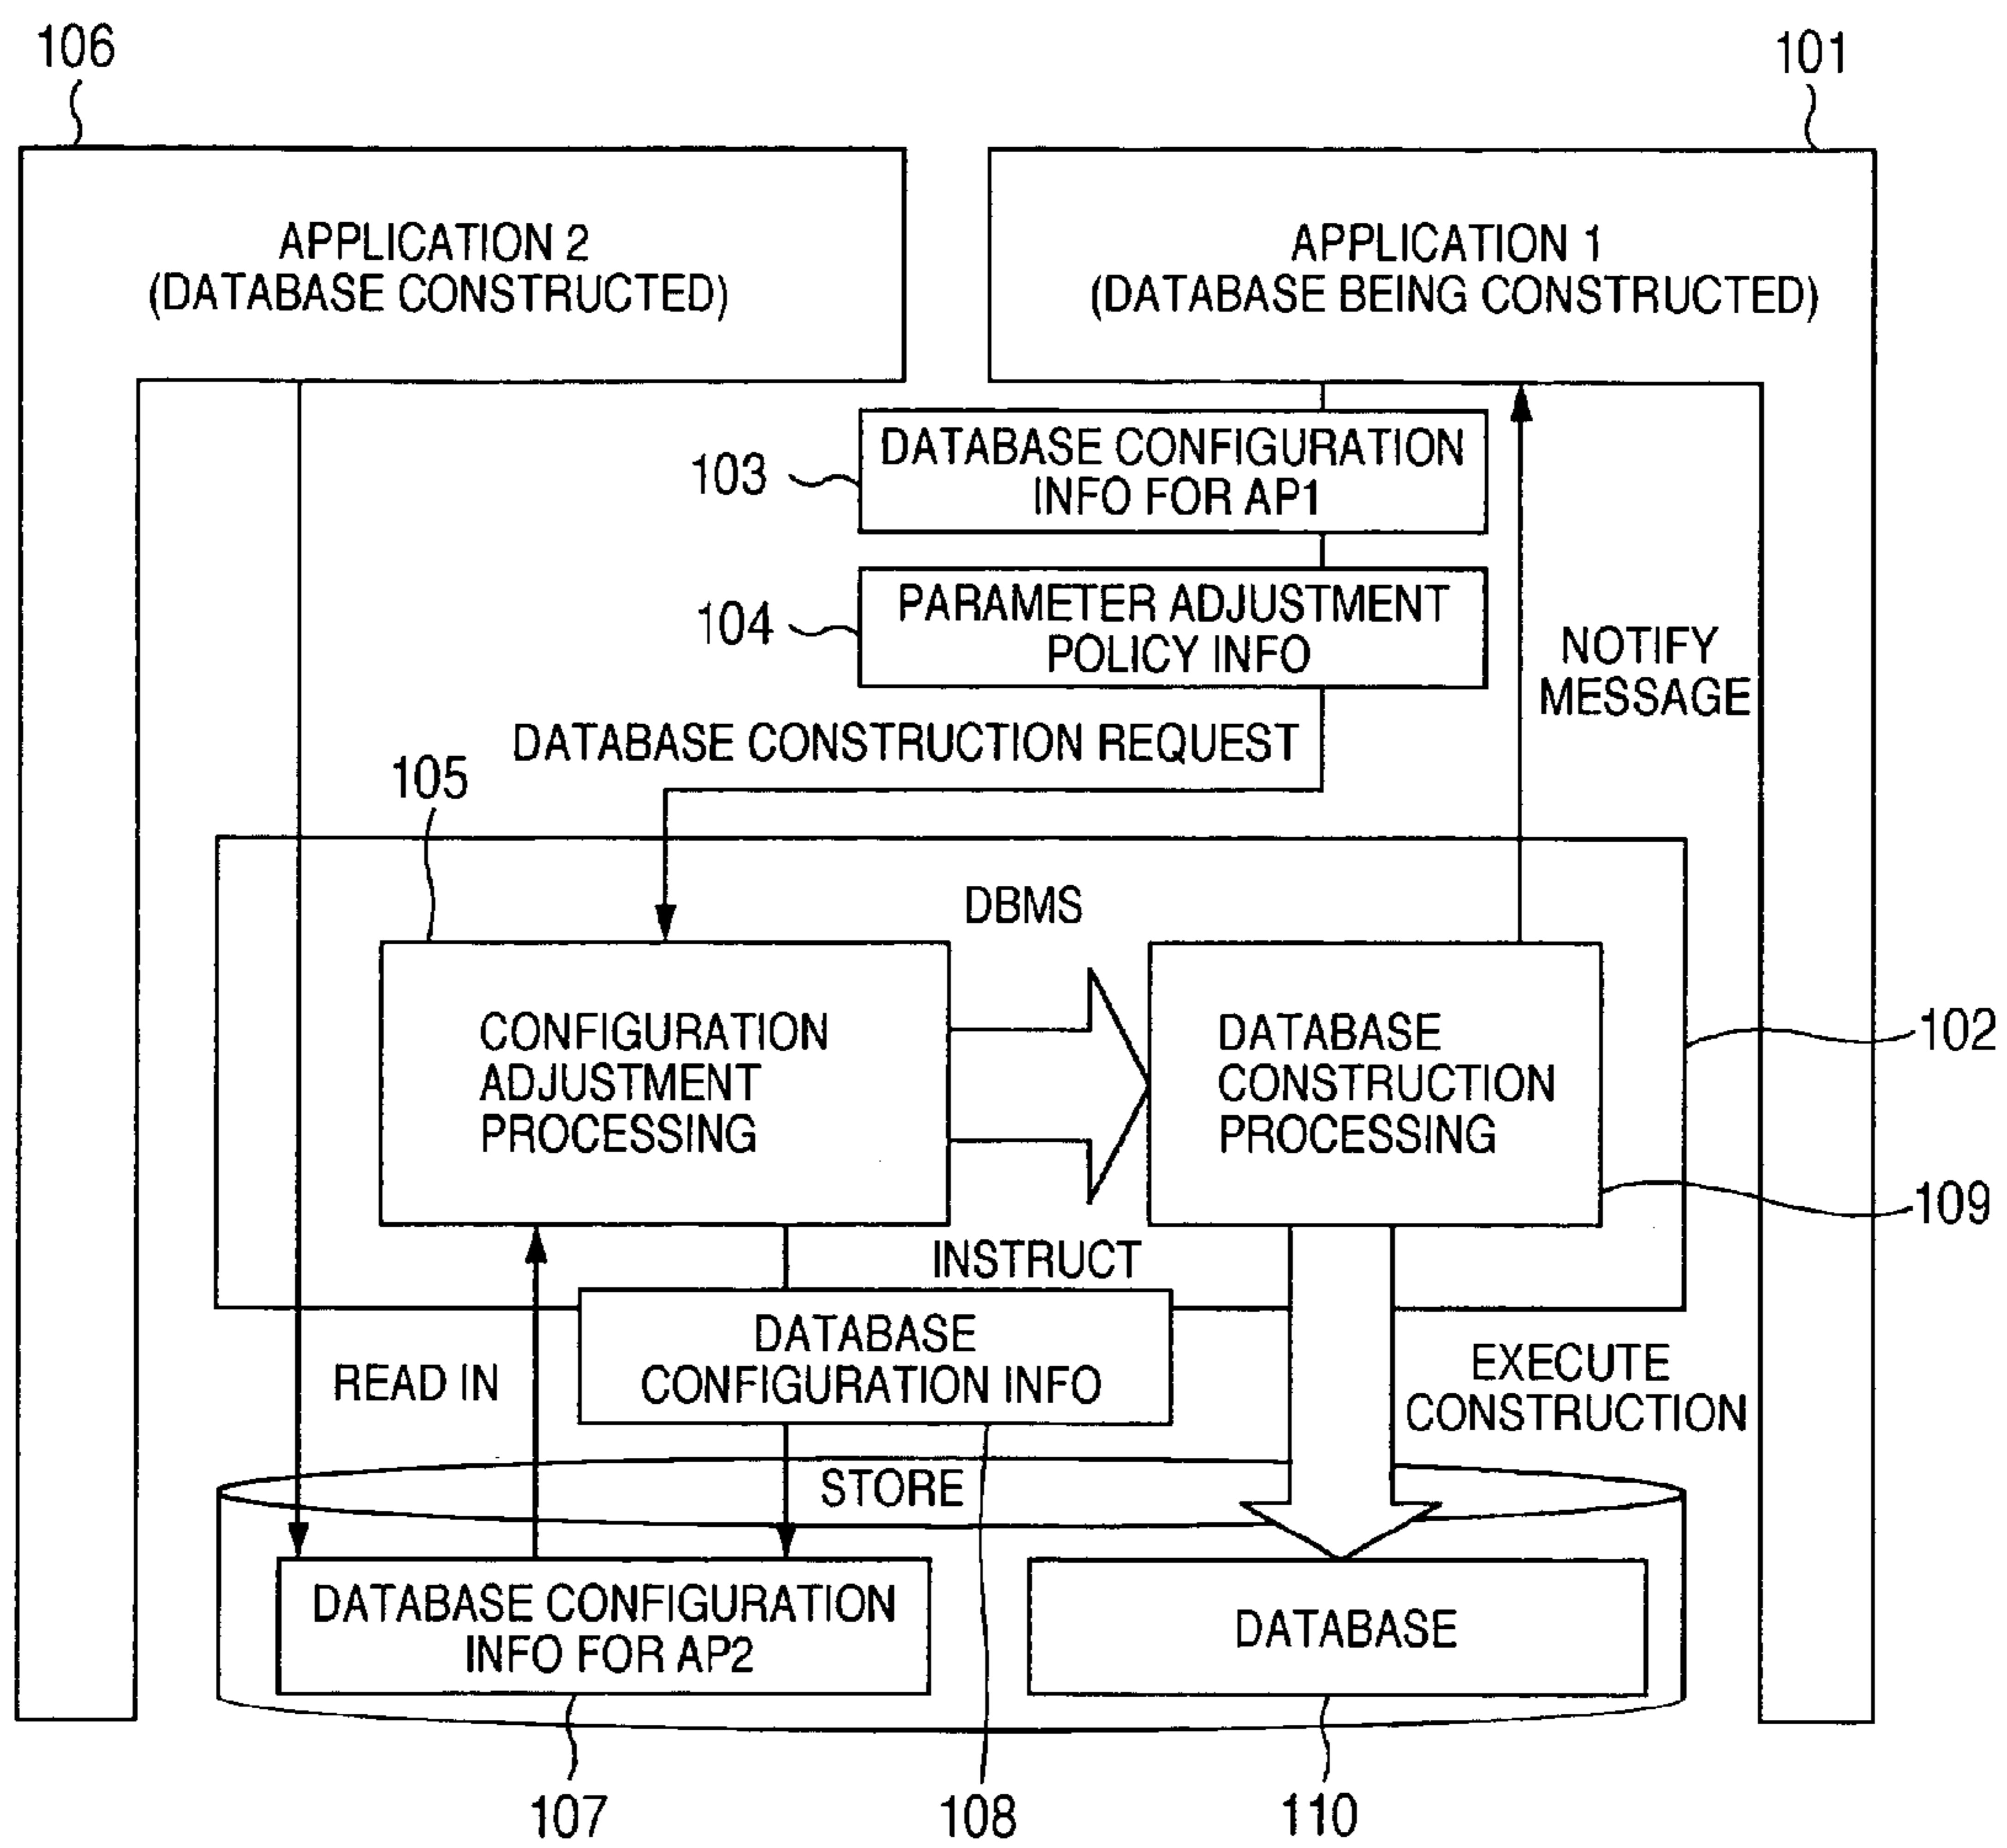 106
101
APPLICATION 2
(DATABASE CONSTRUCTED)
APPLICATION 1
(DATABASE BEING CONSTRUCTED)
103
DATABASE CONFIGURATION
INFO FOR AP1
104
PARAMETER ADJUSTMENT
POLICY INFO
NOTIFY
MESSAGE
DATABASE CONSTRUCTION REQUEST
105
DBMS
CONFIGURATION
ADJUSTMENT
PROCESSING
DATABASE
CONSTRUCTION
PROCESSING
102
109
INSTRUCT
READ IN
DATABASE
CONFIGURATION INFO
EXECUTE
CONSTRUCTION
STORE
DATABASE CONFIGURATION
INFO FOR AP2
DATABASE
107
108
110